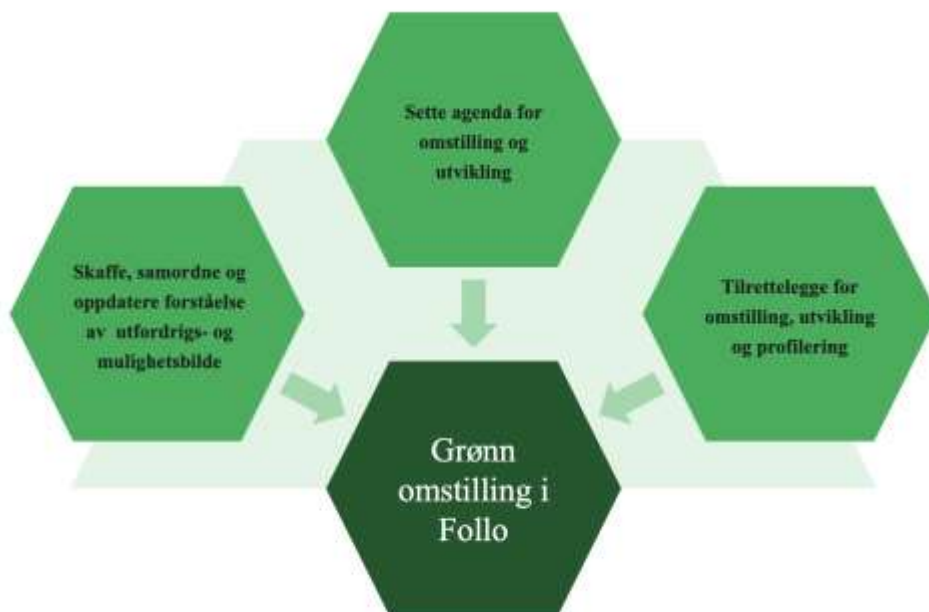 Sette agenda for
omstilling og
utvikling
Skaffe, samordne og
oppdatere forståelse
av utfordrigs- og
mulighetsbilde
Tilrettelegge for
omstilling, utvikling
og profilering
Grønn
omstilling i
Follo